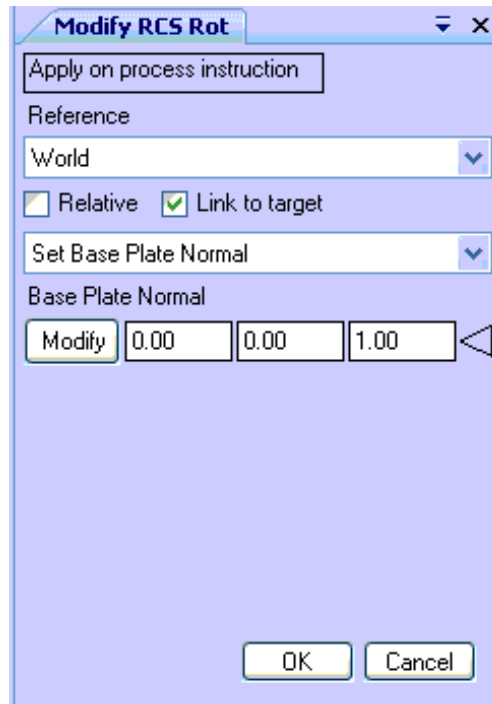 Modify RCS Rot
Apply on process instruction
Reference
World
Relative Link to target
Set Base Plate Normal
Base Plate Normal
Modify 0.00 0.00 1.00
OK Cancel